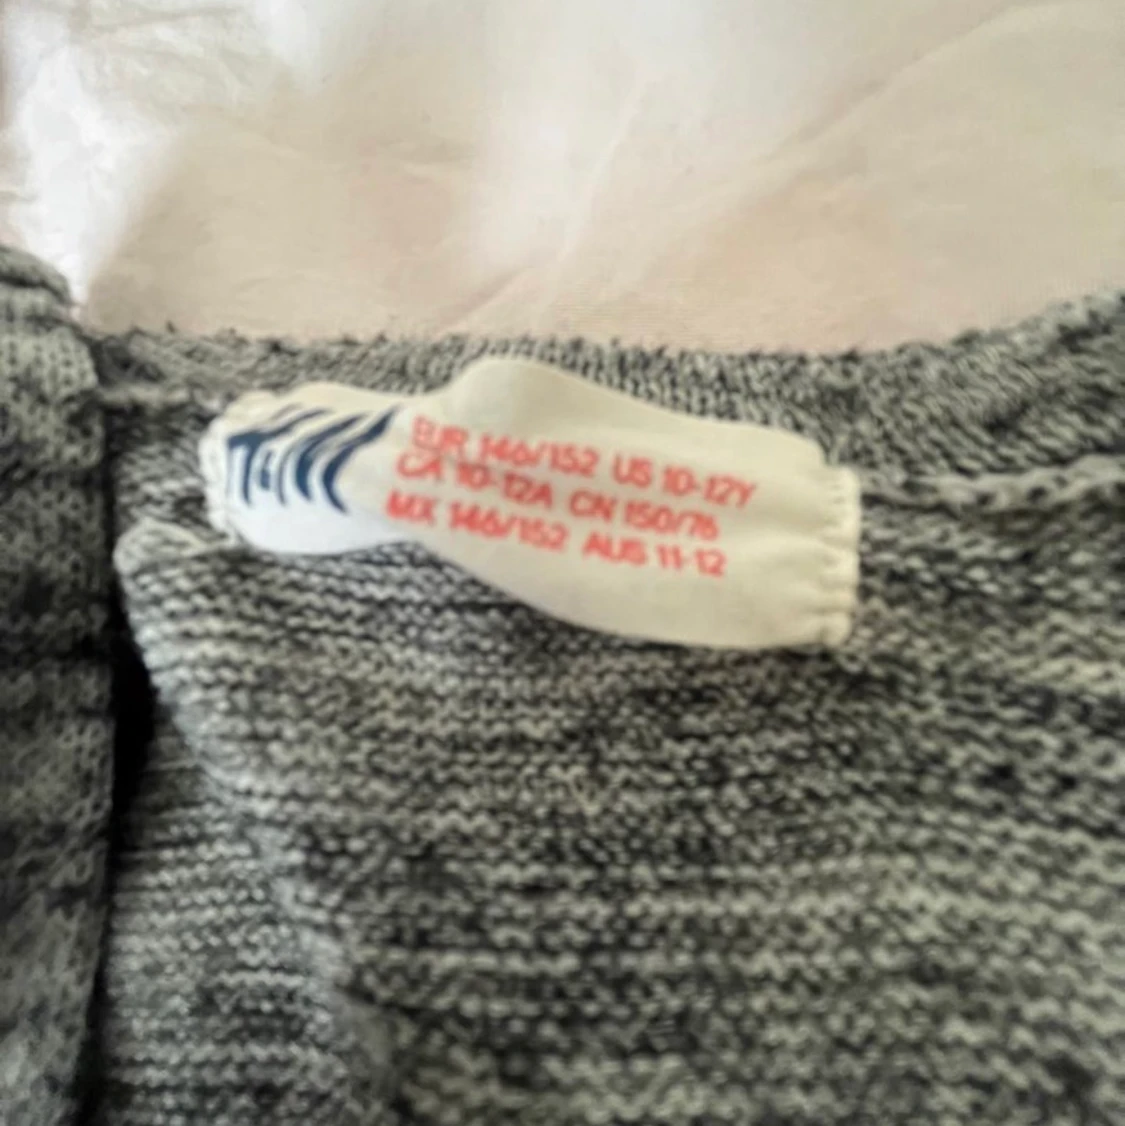 EUR 146/152 US 10-12Y
CA 10-12A CN 150/76
MX 146/152 AUS 11-12